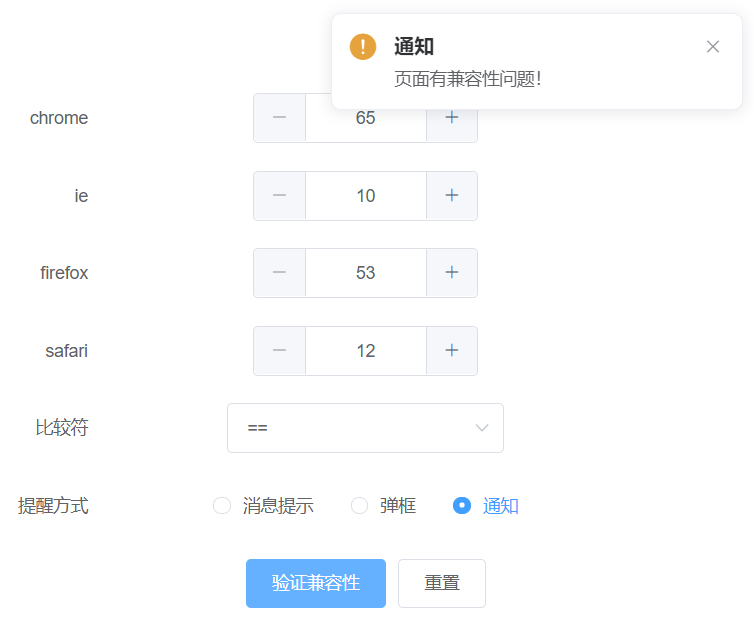 通知
页面有兼容性问题！
chrome
65
ie
10
firefox
53
safari
12
比较符
==
提醒方式
消息提示
弹框
通知
验证兼容性
重置